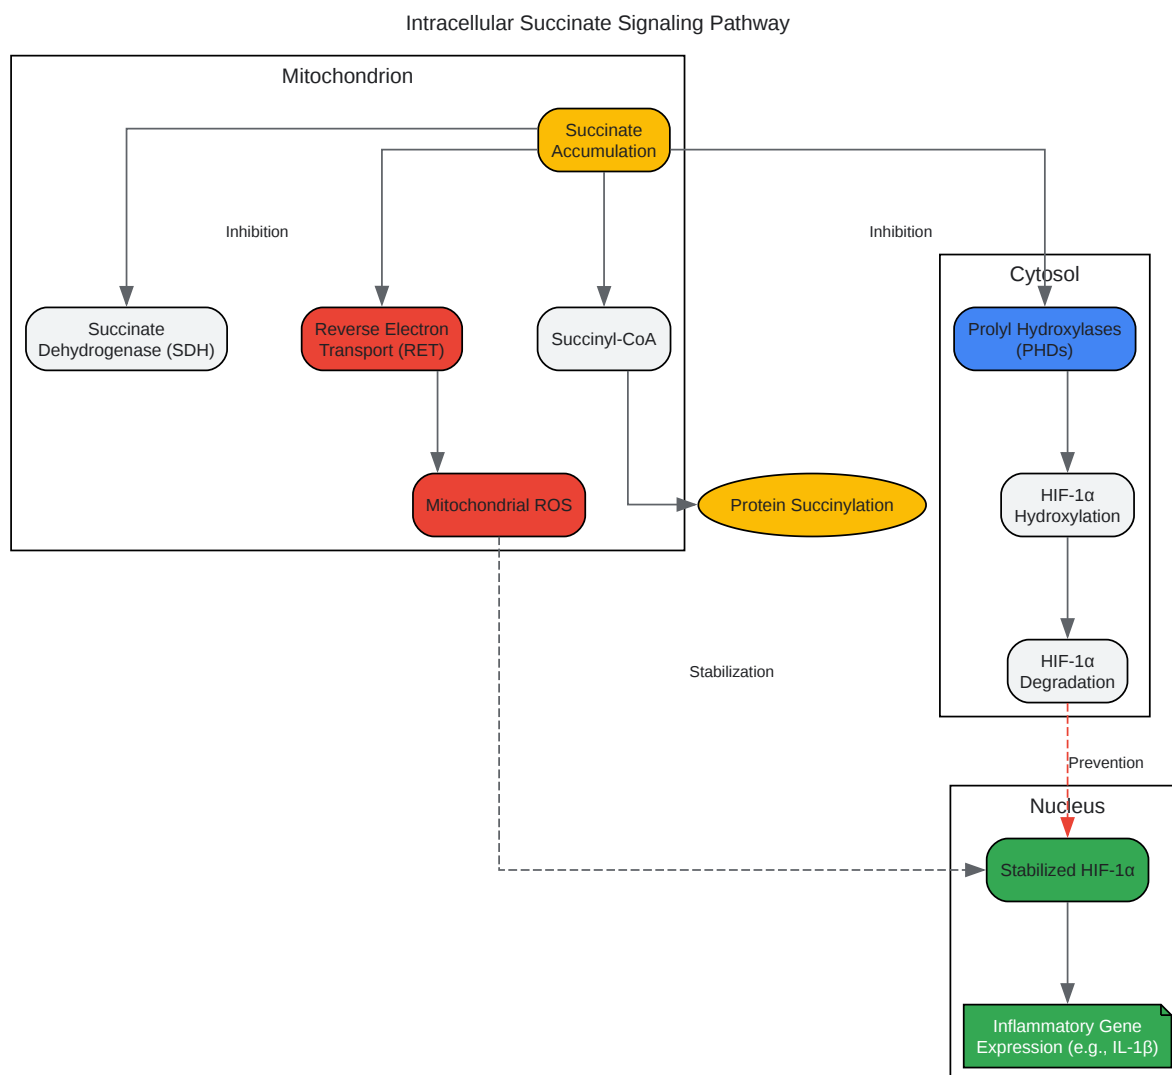 Intracellular Succinate Signaling Pathway
Mitochondrion
Succinate
Accumulation
Inhibition
Inhibition
Cytosol
Succinate
Dehydrogenase (SDH)
Reverse Electron
Transport (RET)
Succinyl-CoA
Prolyl Hydroxylases
(PHDs)
Mitochondrial ROS
Protein Succinylation
HIF-1α
Hydroxylation
Stabilization
HIF-1α
Degradation
Prevention
Nucleus
Stabilized HIF-1α
Inflammatory Gene
Expression (e.g., IL-1β)